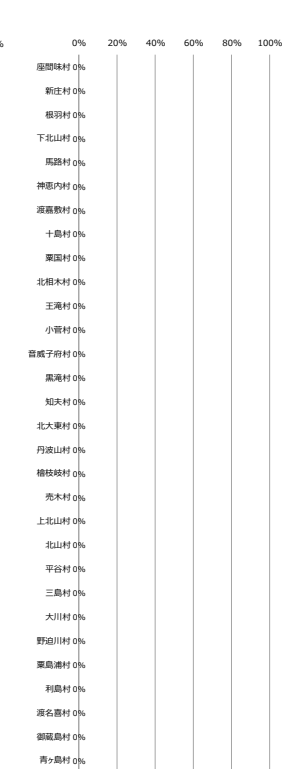 %
0% 20% 40% 60% 80% 100%
座間味村 0%
新庄村 0%
根羽村 0%
下北山村 0%
馬路村 0%
神恵内村 0%
渡嘉敷村 0%
十島村 0%
粟国村 0%
北相木村 0%
王滝村 0%
小菅村 0%
音威子府村 0%
黒滝村 0%
知夫村 0%
北大東村 0%
丹波山村 0%
檜枝岐村 0%
売木村 0%
上北山村 0%
北山村 0%
平谷村 0%
三島村 0%
大川村 0%
野迫川村 0%
粟島浦村 0%
利島村 0%
渡名喜村 0%
御蔵島村 0%
青ヶ島村 0%